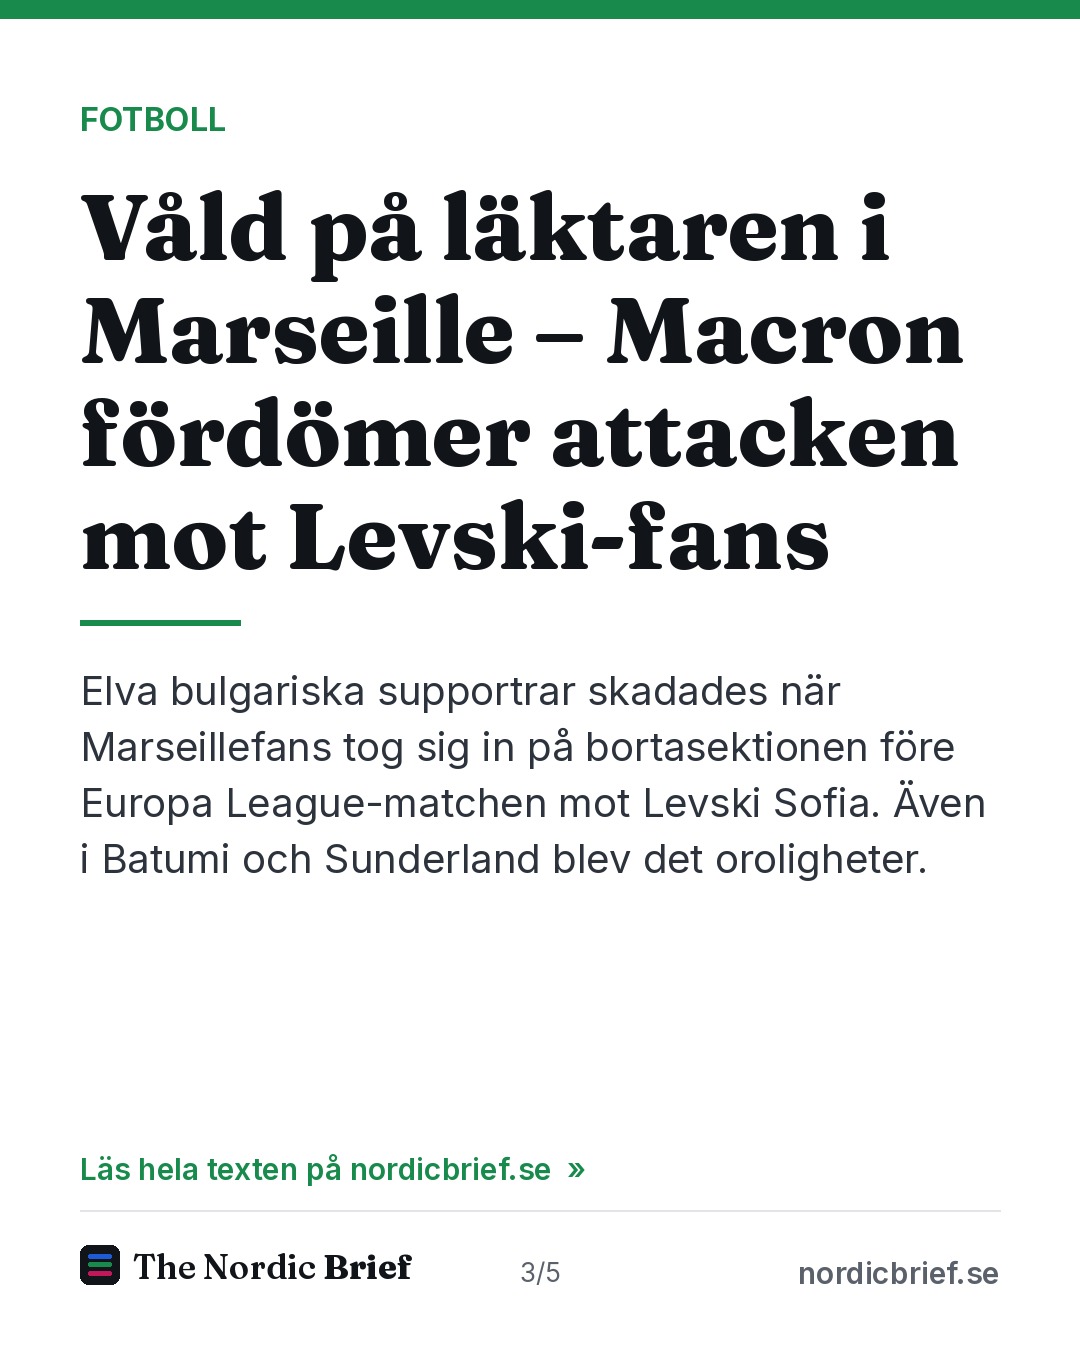 FOTBOLL
Våld på läktaren i
Marseille – Macron
fördömer attacken
mot Levski-fans
Elva bulgariska supportrar skadades när
Marseillefans tog sig in på bortasektionen före
Europa League-matchen mot Levski Sofia. Även
i Batumi och Sunderland blev det oroligheter.
Läs hela texten på nordicbrief.se »
The Nordic Brief
3/5
nordicbrief.se